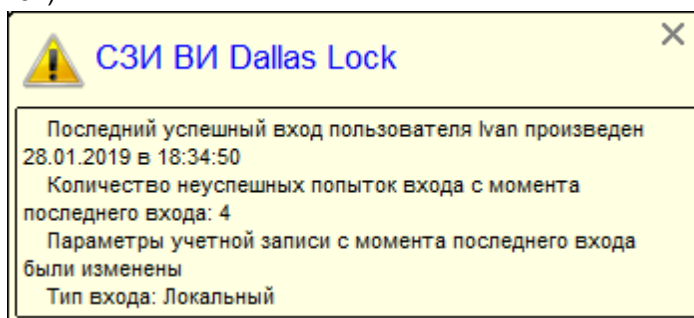 СЗИ ВИ Dallas Lock
Последний успешный вход пользователя Ivan произведен
28.01.2019 в 18:34:50
Количество неуспешных попыток входа с момента
последнего входа: 4
Параметры учетной записи с момента последнего входа
были изменены
Тип входа: Локальный